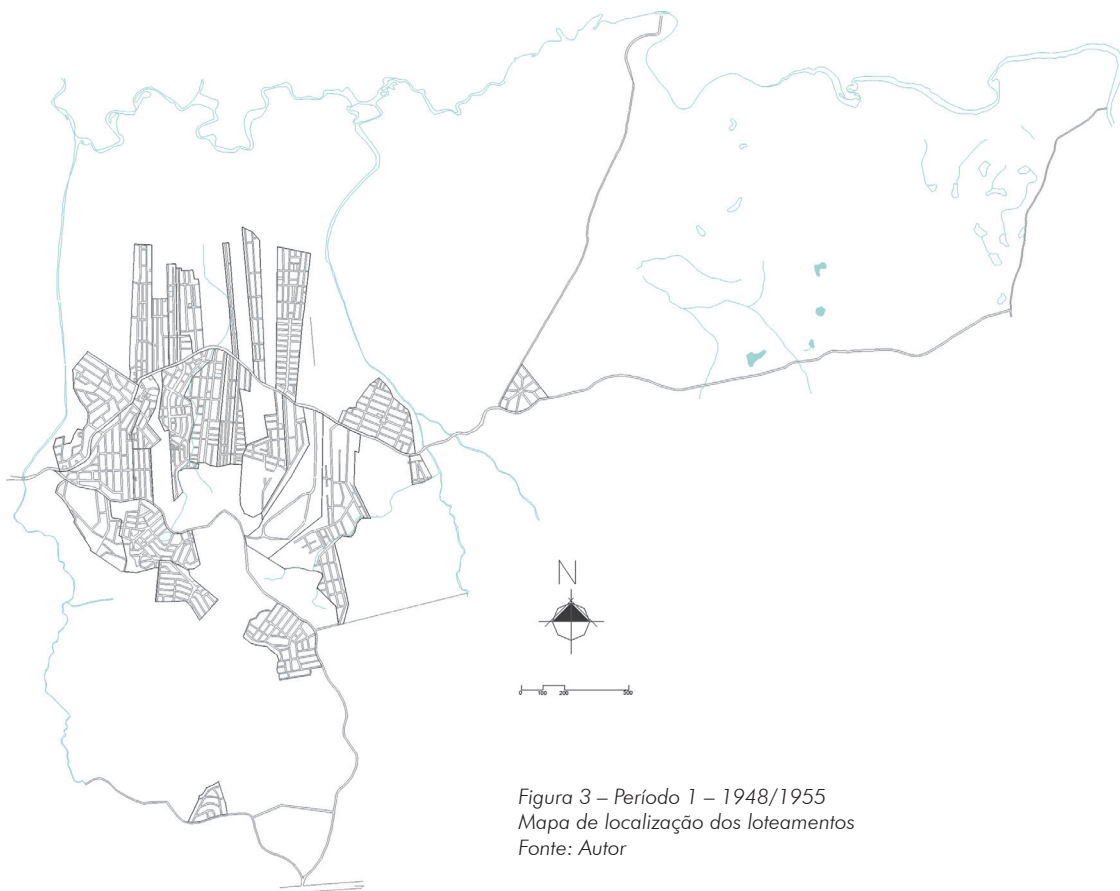 N
0 100 200 500
Figura 3 – Período 1 – 1948/1955
Mapa de localização dos loteamentos
Fonte: Autor